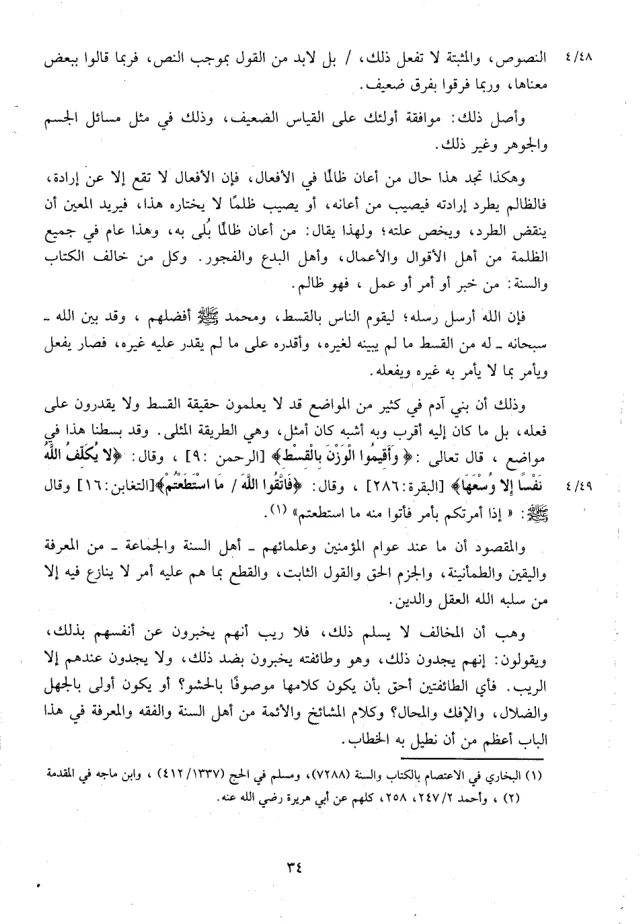 ٤/٤٨ النصوص، والمثبتة لا تفعل ذلك، / بل لابد من القول بموجب النص، فربما قالوا ببعض
معناها، وربما فرقوا بفرق ضعيف.
وأصل ذلك: موافقة أولئك على القياس الضعيف، وذلك في مثل مسائل الجسم
والجوهر وغير ذلك.
وهكذا تجد هذا حال من أعان ظالمًا في الأفعال، فإن الأفعال لا تقع إلا عن إرادة،
فالظالم يطرد إرادته فيصيب من أعانه، أو يصيب ظلمًا لا يختاره هذا، فيريد المعين أن
ينقض الطرد، ويخص علته؛ ولهذا يقال: من أعان ظالمًا بُلى به، وهذا عام في جميع
الظلمة من أهل الأقوال والأعمال، وأهل البدع والفجور. وكل من خالف الكتاب
والسنة: من خبر أو أمر أو عمل ، فهو ظالم.
فإن الله أرسل رسله؛ ليقوم الناس بالقسط، ومحمد ﷺ أفضلهم ، وقد بين الله ـ
سبحانه ـ له من القسط ما لم يبينه لغيره، وأقدره على ما لم يقدر عليه غيره، فصار يفعل
ويأمر بما لا يأمر به غيره ويفعله.
وذلك أن بني آدم في كثير من المواضع قد لا يعلمون حقيقة القسط ولا يقدرون على
فعله، بل ما كان إليه أقرب وبه أشبه كان أمثل، وهي الطريقة المثلى. وقد بسطنا هذا في
مواضع ، قال تعالى :﴿وَأَقِيمُوا الْوَزْنَ بِالْقِسْطِ﴾ [الرحمن :٩] ، وقال: ﴿لا يُكَلِّفُ اللَّهُ
٤/٤٩ نَفْسًا إِلا وُسْعَهَا﴾ [البقرة:٢٨٦] ، وقال: ﴿فَاتَّقُوا اللَّهَ / مَا اسْتَطَعْتُمْ﴾[التغابن:١٦] وقال
ﷺ: « إذا أمرتكم بأمر فأتوا منه ما استطعتم» (١).
والمقصود أن ما عند عوام المؤمنين وعلمائهم ـ أهل السنة والجماعة ـ من المعرفة
واليقين والطمأنينة، والجزم الحق والقول الثابت، والقطع بما هم عليه أمر لا ينازع فيه إلا
من سلبه الله العقل والدين.
وهب أن المخالف لا يسلم ذلك، فلا ريب أنهم يخبرون عن أنفسهم بذلك،
ويقولون: إنهم يجدون ذلك، وهو وطائفته يخبرون بضد ذلك، ولا يجدون عندهم إلا
الريب. فأي الطائفتين أحق بأن يكون كلامها موصوفًا بالحشو؟ أو يكون أولى بالجهل
والضلال، والإفك والمحال؟ وكلام المشائخ والأئمة من أهل السنة والفقه والمعرفة في هذا
الباب أعظم من أن نطيل به الخطاب.
(١) البخاري في الاعتصام بالكتاب والسنة (٧٢٨٨)، ومسلم في الحج (٤١٢/١٣٣٧) ، وابن ماجه في المقدمة
(٢) ، وأحمد ٢٤٧/٢، ٢٥٨، كلهم عن أبي هريرة رضي الله عنه.
٣٤